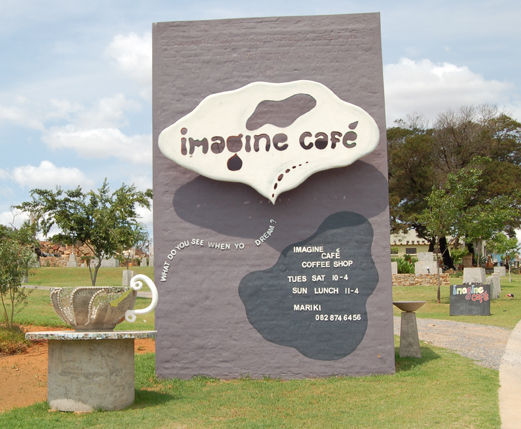 imagine café
WHAT DO YOU SEE WHEN YO DREAM?
IMAGINE S
CAFÉ
COFFEE SHOP
TUES SAT 10-4
SUN LUNCH 11-4
MARIKI
082 874 6456
imagine
café